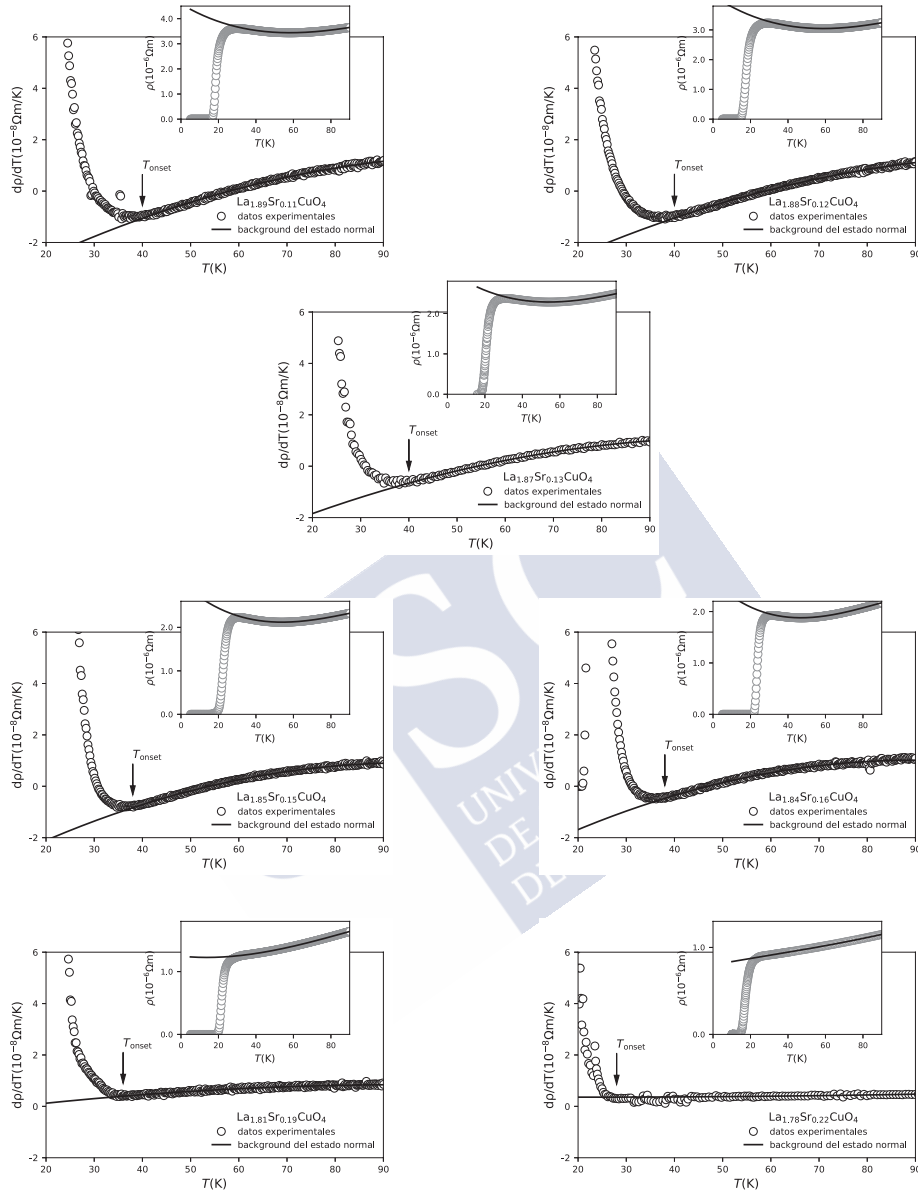 4.0
3.0
2.0
1.0
0.0
ρ(10⁻⁶Ωm)
0 20 40 60 80
T(K)
6
4
2
0
-2
dρ/dT(10⁻⁸Ωm/K)
T_onset
La₁.₈₉Sr₀.₁₁CuO₄
datos experimentales
background del estado normal
20 30 40 50 60 70 80 90
T(K)
3.0
2.0
1.0
0.0
ρ(10⁻⁶Ωm)
0 20 40 60 80
T(K)
6
4
2
0
-2
dρ/dT(10⁻⁸Ωm/K)
T_onset
La₁.₈₈Sr₀.₁₂CuO₄
datos experimentales
background del estado normal
20 30 40 50 60 70 80 90
T(K)
2.0
1.0
0.0
ρ(10⁻⁶Ωm)
0 20 40 60 80
T(K)
6
4
2
0
-2
dρ/dT(10⁻⁸Ωm/K)
T_onset
La₁.₈₇Sr₀.₁₃CuO₄
datos experimentales
background del estado normal
20 30 40 50 60 70 80 90
T(K)
2.0
1.0
0.0
ρ(10⁻⁶Ωm)
0 20 40 60 80
T(K)
6
4
2
0
-2
dρ/dT(10⁻⁸Ωm/K)
T_onset
La₁.₈₅Sr₀.₁₅CuO₄
datos experimentales
background del estado normal
20 30 40 50 60 70 80 90
T(K)
2.0
1.0
0.0
ρ(10⁻⁶Ωm)
0 20 40 60 80
T(K)
6
4
2
0
-2
dρ/dT(10⁻⁸Ωm/K)
T_onset
La₁.₈₄Sr₀.₁₆CuO₄
datos experimentales
background del estado normal
20 30 40 50 60 70 80 90
T(K)
1.0
0.0
ρ(10⁻⁶Ωm)
0 20 40 60 80
T(K)
6
4
2
0
-2
dρ/dT(10⁻⁸Ωm/K)
T_onset
La₁.₈₁Sr₀.₁₉CuO₄
datos experimentales
background del estado normal
20 30 40 50 60 70 80 90
T(K)
1.0
0.0
ρ(10⁻⁶Ωm)
0 20 40 60 80
T(K)
6
4
2
0
-2
dρ/dT(10⁻⁸Ωm/K)
T_onset
La₁.₇₈Sr₀.₂₂CuO₄
datos experimentales
background del estado normal
20 30 40 50 60 70 80 90
T(K)
DE